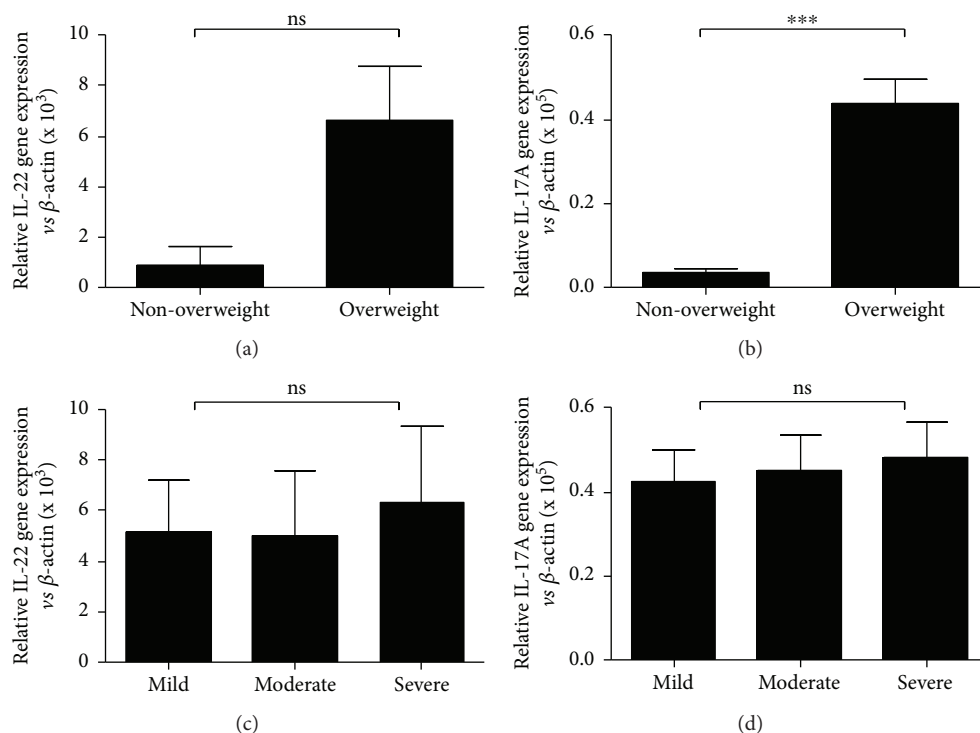 ns
Relative IL-22 gene expression
vs β-actin (x 10³)
10
8
6
4
2
0
Non-overweight
Overweight
(a)
***
Relative IL-17A gene expression
vs β-actin (x 10⁵)
0.6
0.4
0.2
0.0
Non-overweight
Overweight
(b)
ns
Relative IL-22 gene expression
vs β-actin (x 10³)
10
8
6
4
2
0
Mild
Moderate
Severe
(c)
ns
Relative IL-17A gene expression
vs β-actin (x 10⁵)
0.6
0.4
0.2
0.0
Mild
Moderate
Severe
(d)